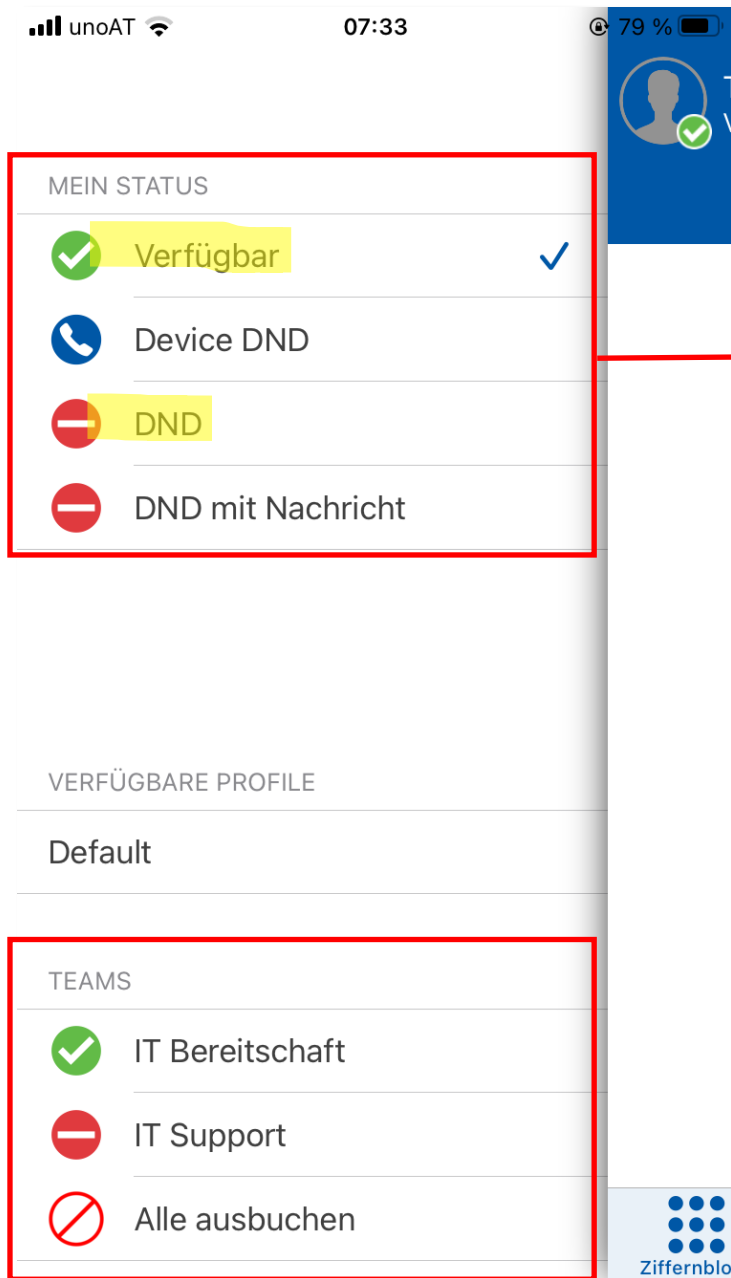 unoAT 07:33 79 %
MEIN STATUS
Verfügbar
Device DND
DND
DND mit Nachricht
VERFÜGBARE PROFILE
Default
TEAMS
IT Bereitschaft
IT Support
Alle ausbuchen
Ziffernblo